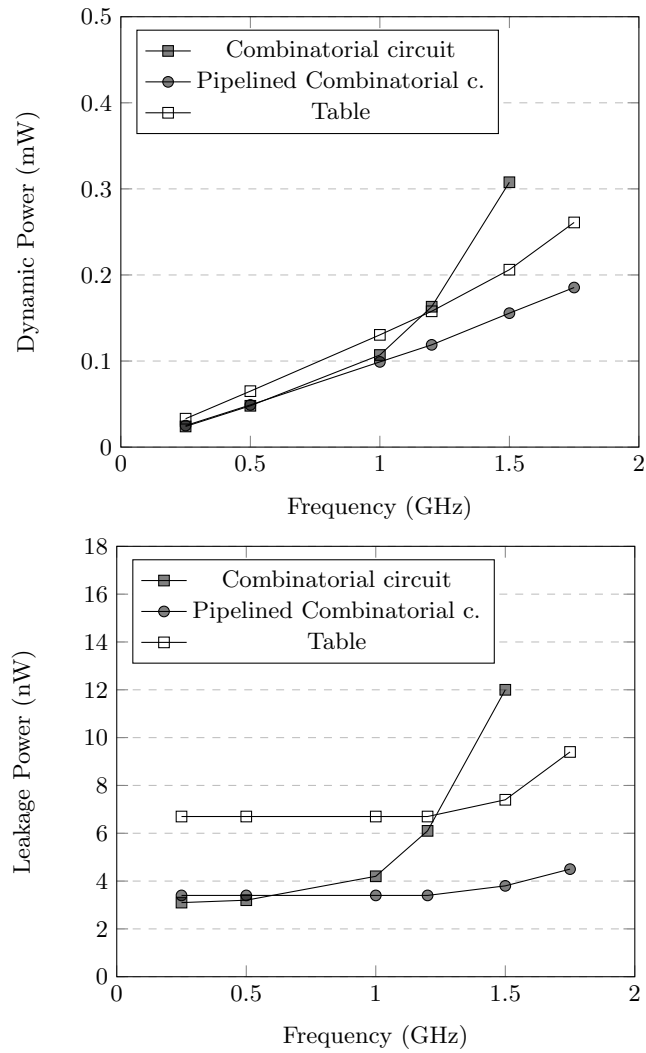 0.5
Combinatorial circuit
Pipelined Combinatorial c.
Table
0.4
0.3
0.2
0.1
0
Dynamic Power (mW)
0 0.5 1 1.5 2
Frequency (GHz)
18
Combinatorial circuit
Pipelined Combinatorial c.
Table
16
14
12
10
8
6
4
2
0
Leakage Power (nW)
0 0.5 1 1.5 2
Frequency (GHz)